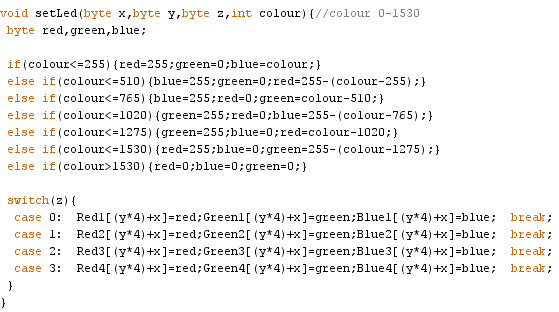 void setLed(byte x,byte y,byte z,int colour){//colour 0-1530
byte red,green,blue;
if(colour<=255){red=255;green=0;blue=colour;}
else if(colour<=510){blue=255;green=0;red=255-(colour-255);}
else if(colour<=765){blue=255;red=0;green=colour-510;}
else if(colour<=1020){green=255;red=0;blue=255-(colour-765);}
else if(colour<=1275){green=255;blue=0;red=colour-1020;}
else if(colour<=1530){red=255;blue=0;green=255-(colour-1275);}
else if(colour>1530){red=0;blue=0;green=0;}
switch(z){
case 0:  Red1[(y*4)+x]=red;Green1[(y*4)+x]=green;Blue1[(y*4)+x]=blue;  break;
case 1:  Red2[(y*4)+x]=red;Green2[(y*4)+x]=green;Blue2[(y*4)+x]=blue;  break;
case 2:  Red3[(y*4)+x]=red;Green3[(y*4)+x]=green;Blue3[(y*4)+x]=blue;  break;
case 3:  Red4[(y*4)+x]=red;Green4[(y*4)+x]=green;Blue4[(y*4)+x]=blue;  break;
}
}